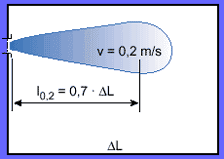 v = 0,2 m/s
l0,2 = 0,7 · ΔL
ΔL